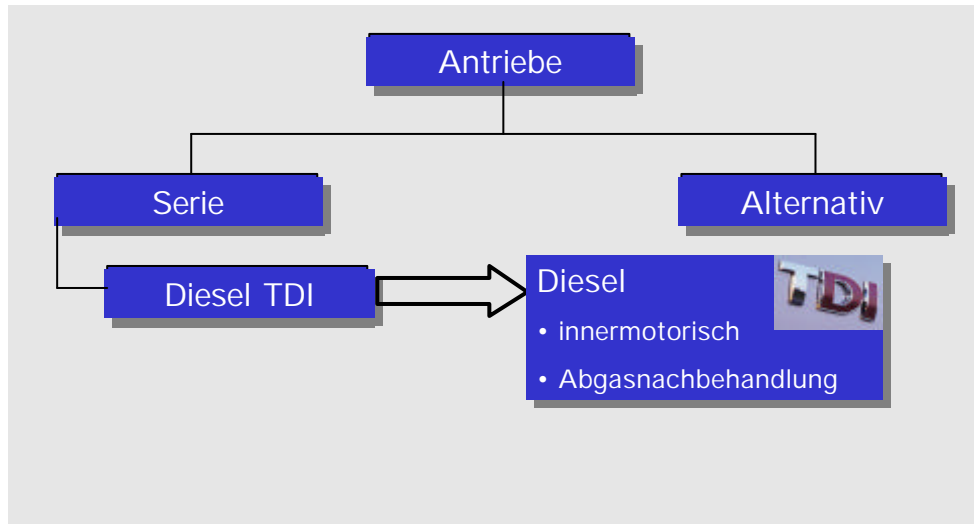 Antriebe
Serie
Alternativ
Diesel TDI
Diesel
TDI
• innermotorisch
• Abgasnachbehandlung